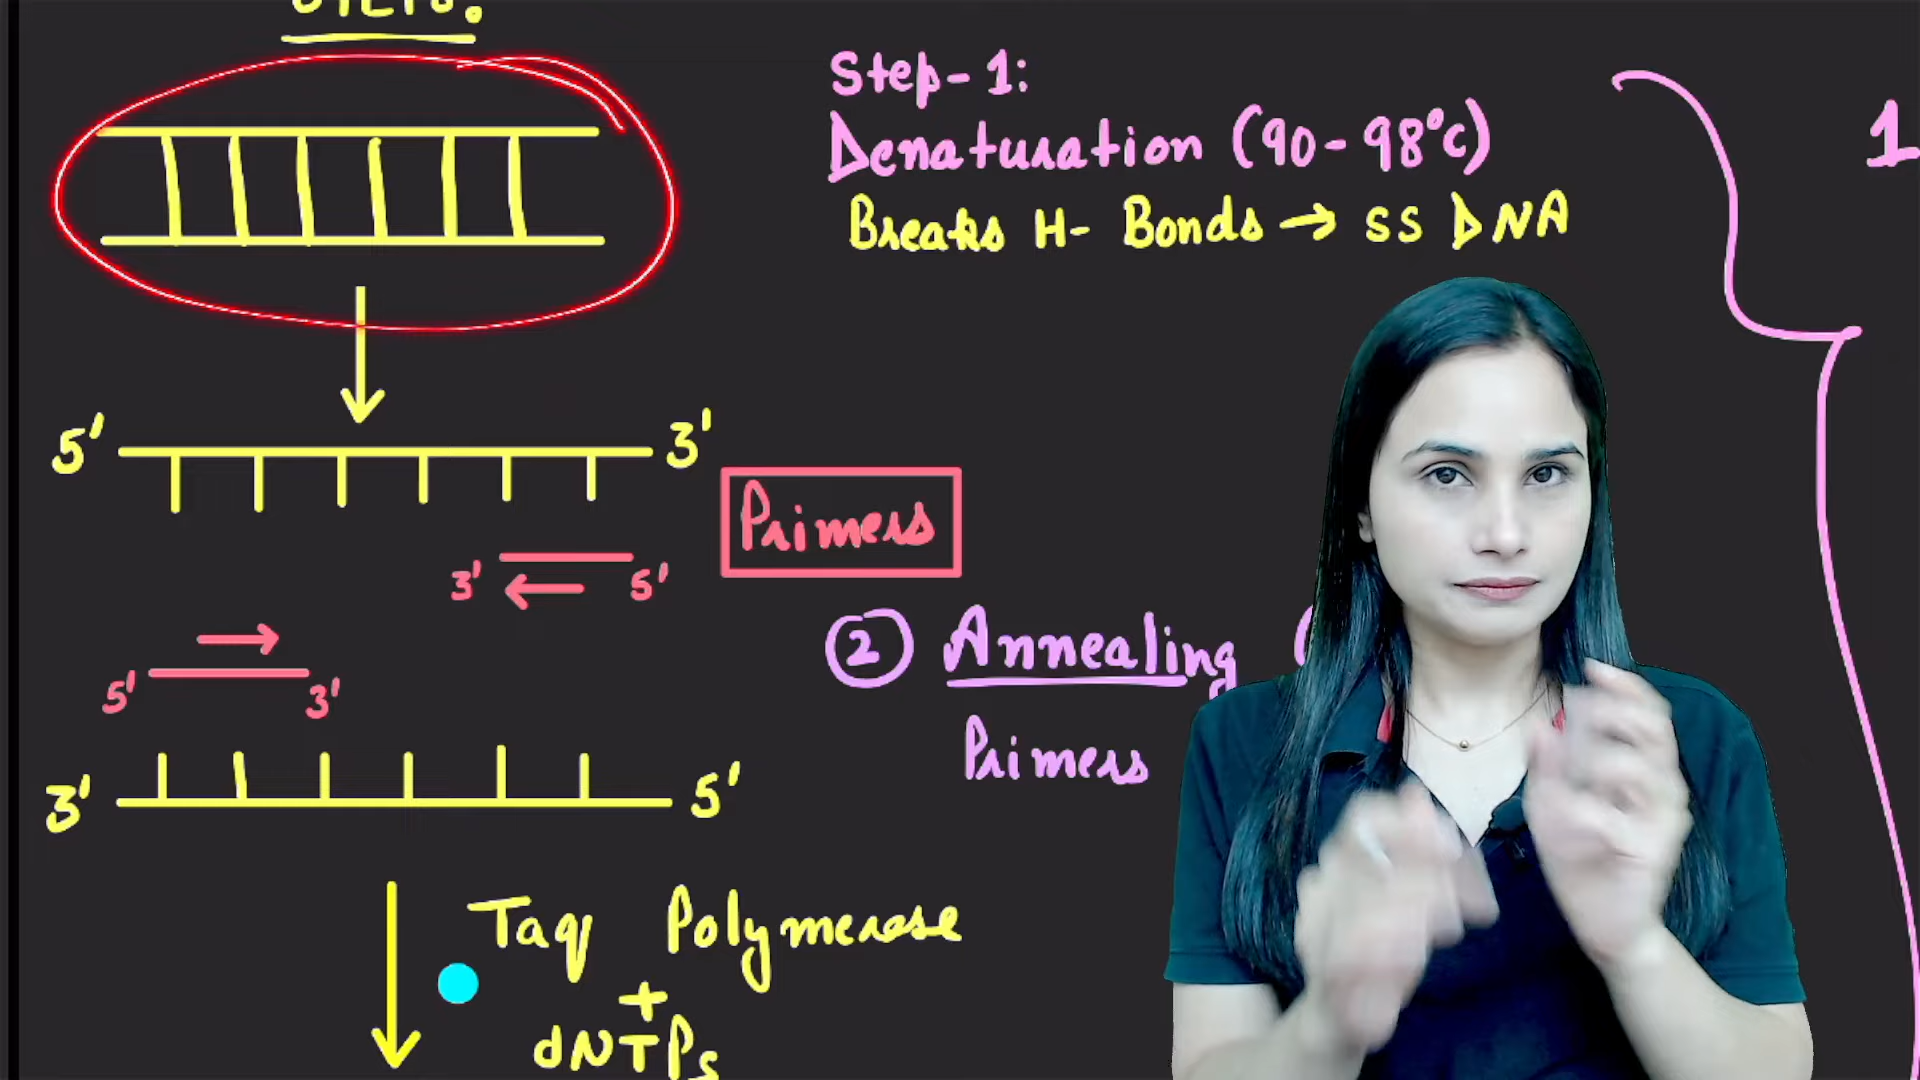 Step-1:
Denaturation (90-98°C)
Breaks H- Bonds → SS DNA
1
5' 3'
Primers
3' ← 5'
→
5' 3'
② Annealing (
Primers
3' 5'
Taq Polymerase
+
dNTPs